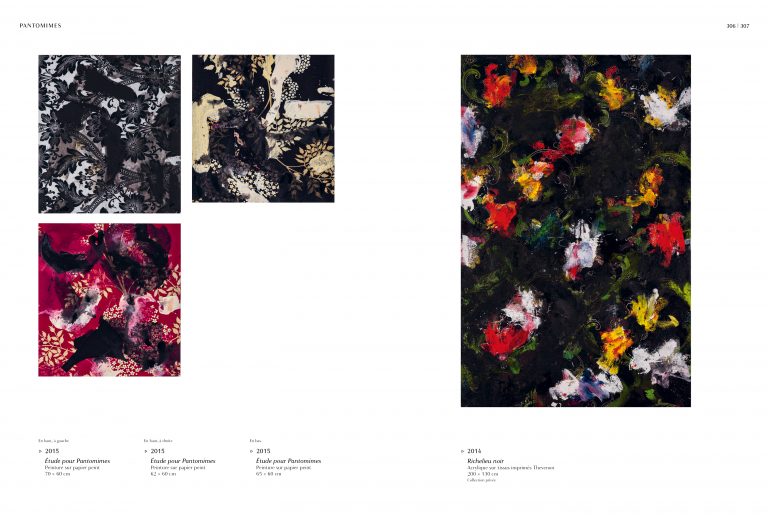 PANTOMIMES
306 | 307
En haut, à gauche
» 2015
Étude pour Pantomimes
Peinture sur papier peint
70 × 60 cm
En haut, à droite
» 2015
Étude pour Pantomimes
Peinture sur papier peint
62 × 60 cm
En bas
» 2015
Étude pour Pantomimes
Peinture sur papier peint
65 × 60 cm
» 2014
Richelieu noir
Acrylique sur tissus imprimés Thevenon
200 × 130 cm
Collection privée